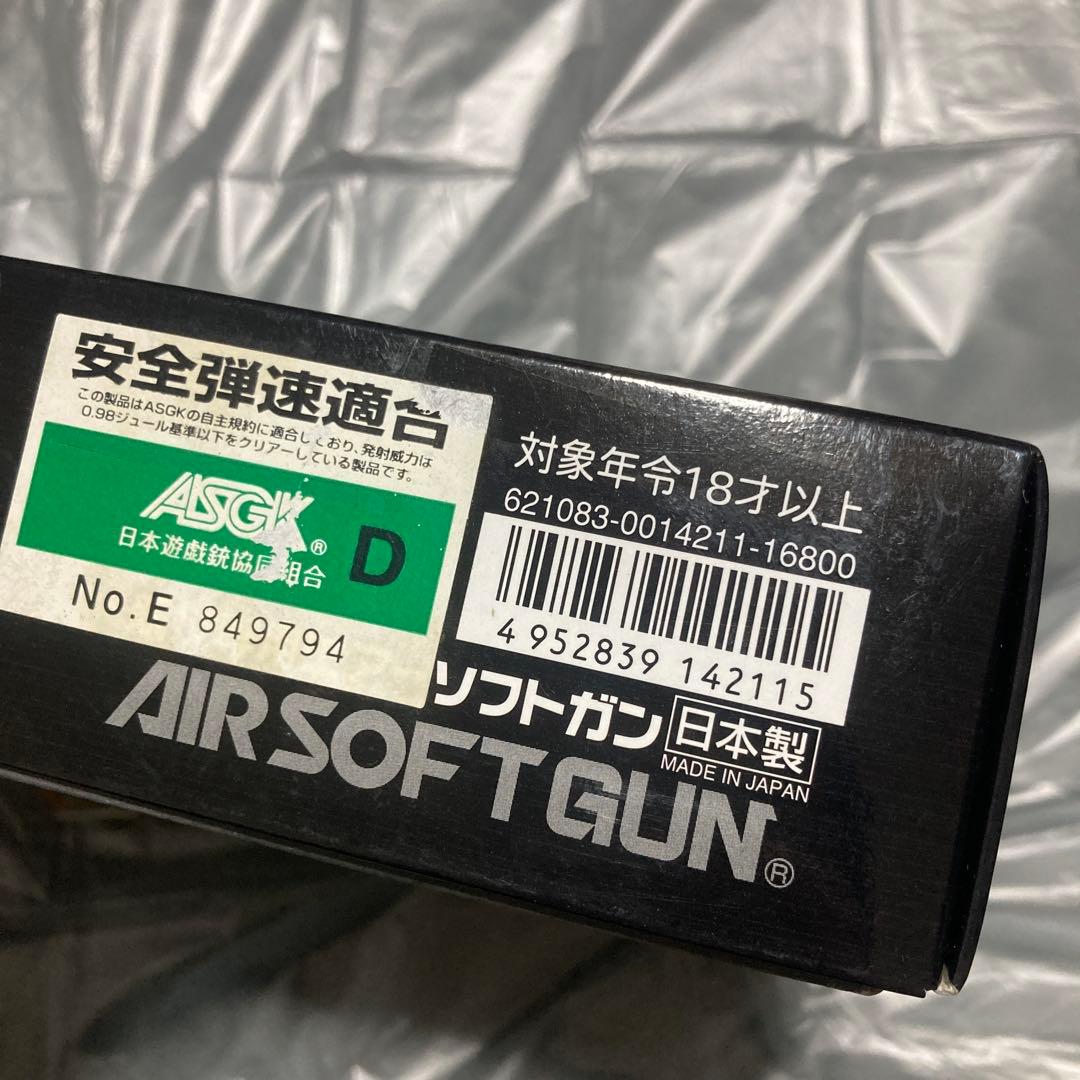 安全弾速適合
この製品はASGKの自主規約に適合しており、発射威力は
0.98ジュール基準以下をクリアーしている製品です。
ASGK®
日本遊戯銃協同組合
D
No.E 849794
対象年令18才以上
621083-0014211-16800
4 952839 142115
ソフトガン
日本製
MADE IN JAPAN
AIRSOFT GUN®